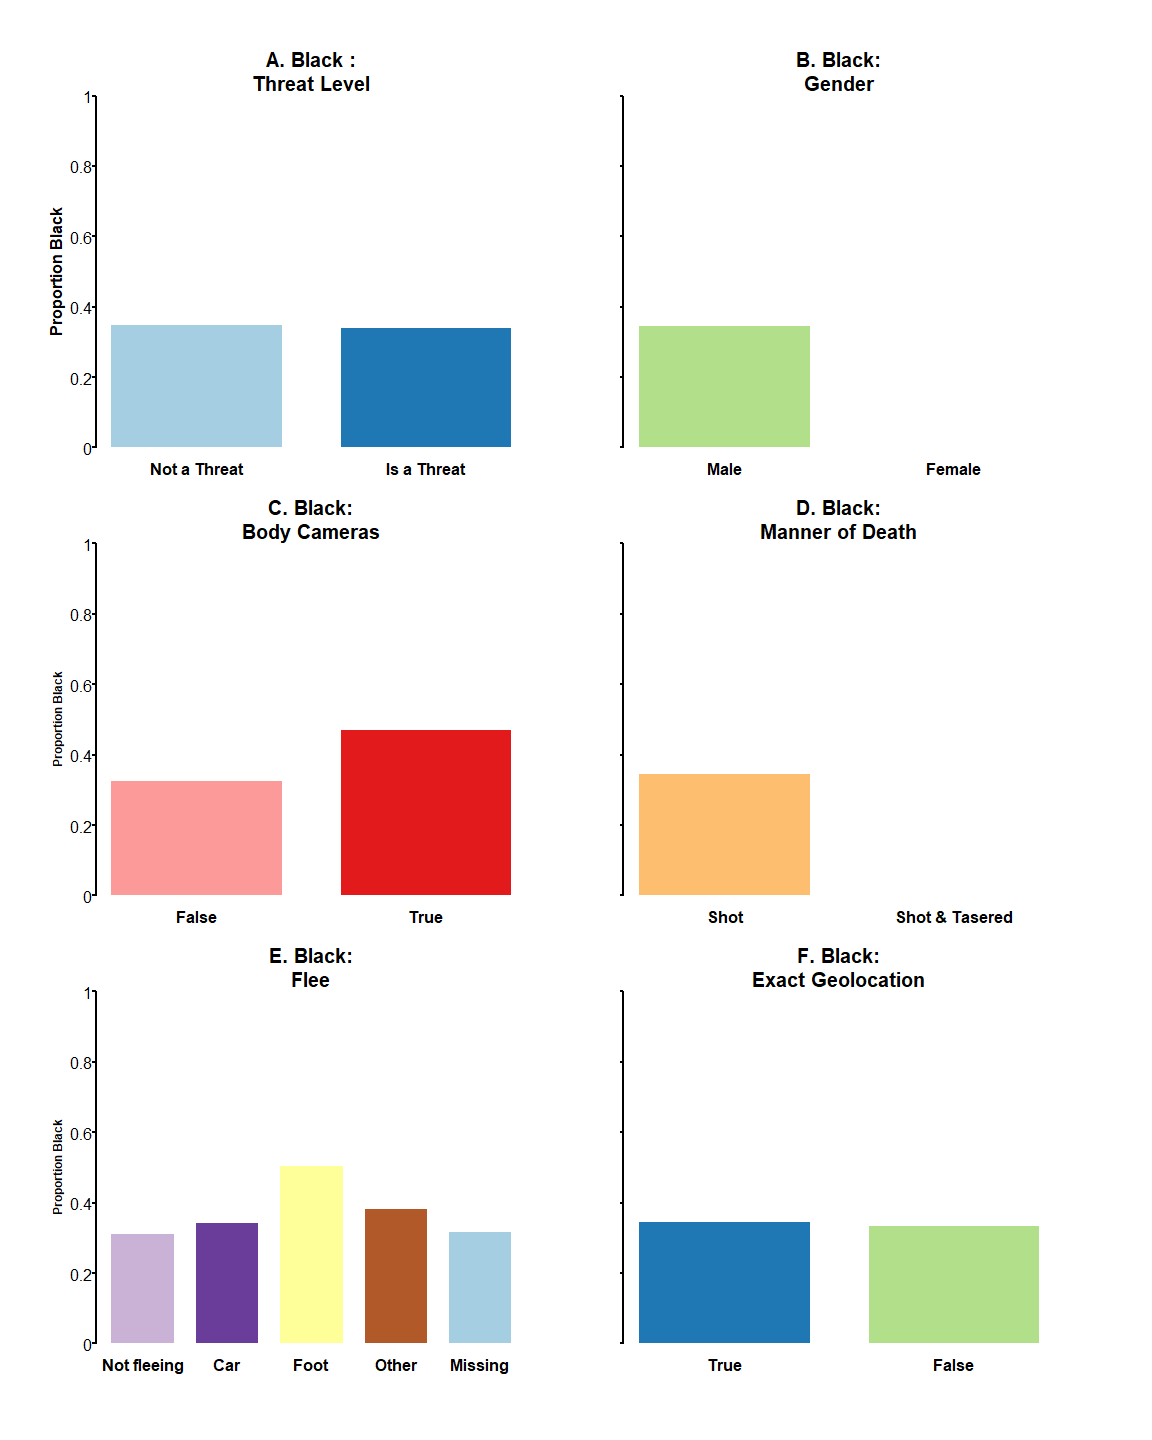 A. Black :
Threat Level
Proportion Black
1
0.8
0.6
0.4
0.2
0
Not a Threat
Is a Threat
B. Black:
Gender
Male
Female
C. Black:
Body Cameras
Proportion Black
1
0.8
0.6
0.4
0.2
0
False
True
D. Black:
Manner of Death
Shot
Shot & Tasered
E. Black:
Flee
Proportion Black
1
0.8
0.6
0.4
0.2
0
Not fleeing
Car
Foot
Other
Missing
F. Black:
Exact Geolocation
True
False